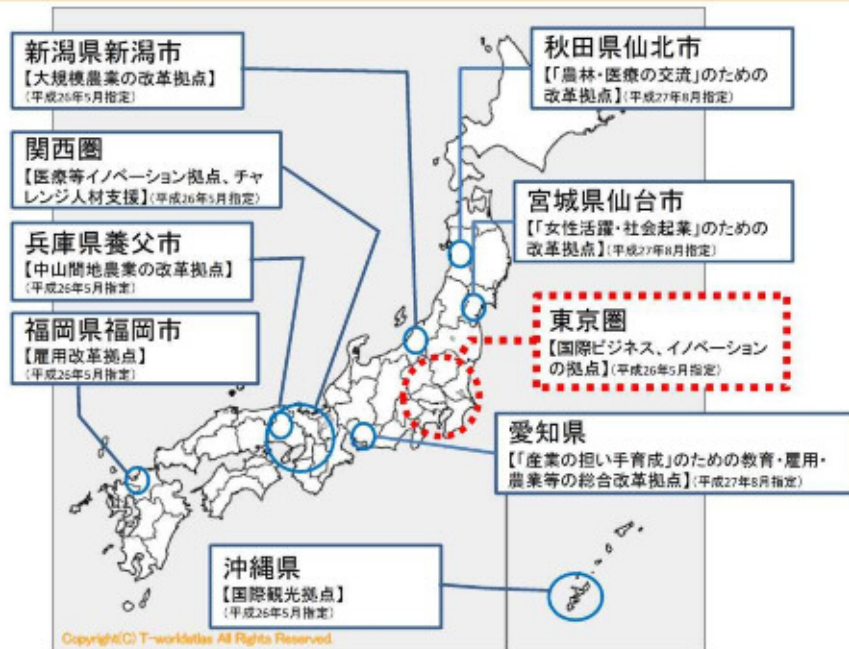 新潟県新潟市
【大規模農業の改革拠点】
(平成26年5月指定)
関西圏
【医療等イノベーション拠点、チャ
レンジ人材支援】(平成26年5月指定)
兵庫県養父市
【中山間地農業の改革拠点】
(平成26年5月指定)
福岡県福岡市
【雇用改革拠点】
(平成26年5月指定)
秋田県仙北市
【「農林・医療の交流」のための
改革拠点】(平成27年8月指定)
宮城県仙台市
【「女性活躍・社会起業」のための
改革拠点】(平成27年8月指定)
東京圏
【国際ビジネス、イノベーション
の拠点】(平成26年5月指定)
愛知県
【「産業の担い手育成」のための教育・雇用・
農業等の総合改革拠点】(平成27年8月指定)
沖縄県
【国際観光拠点】
(平成26年5月指定)
Copyright(C) T-worldatlas All Rights Reserved